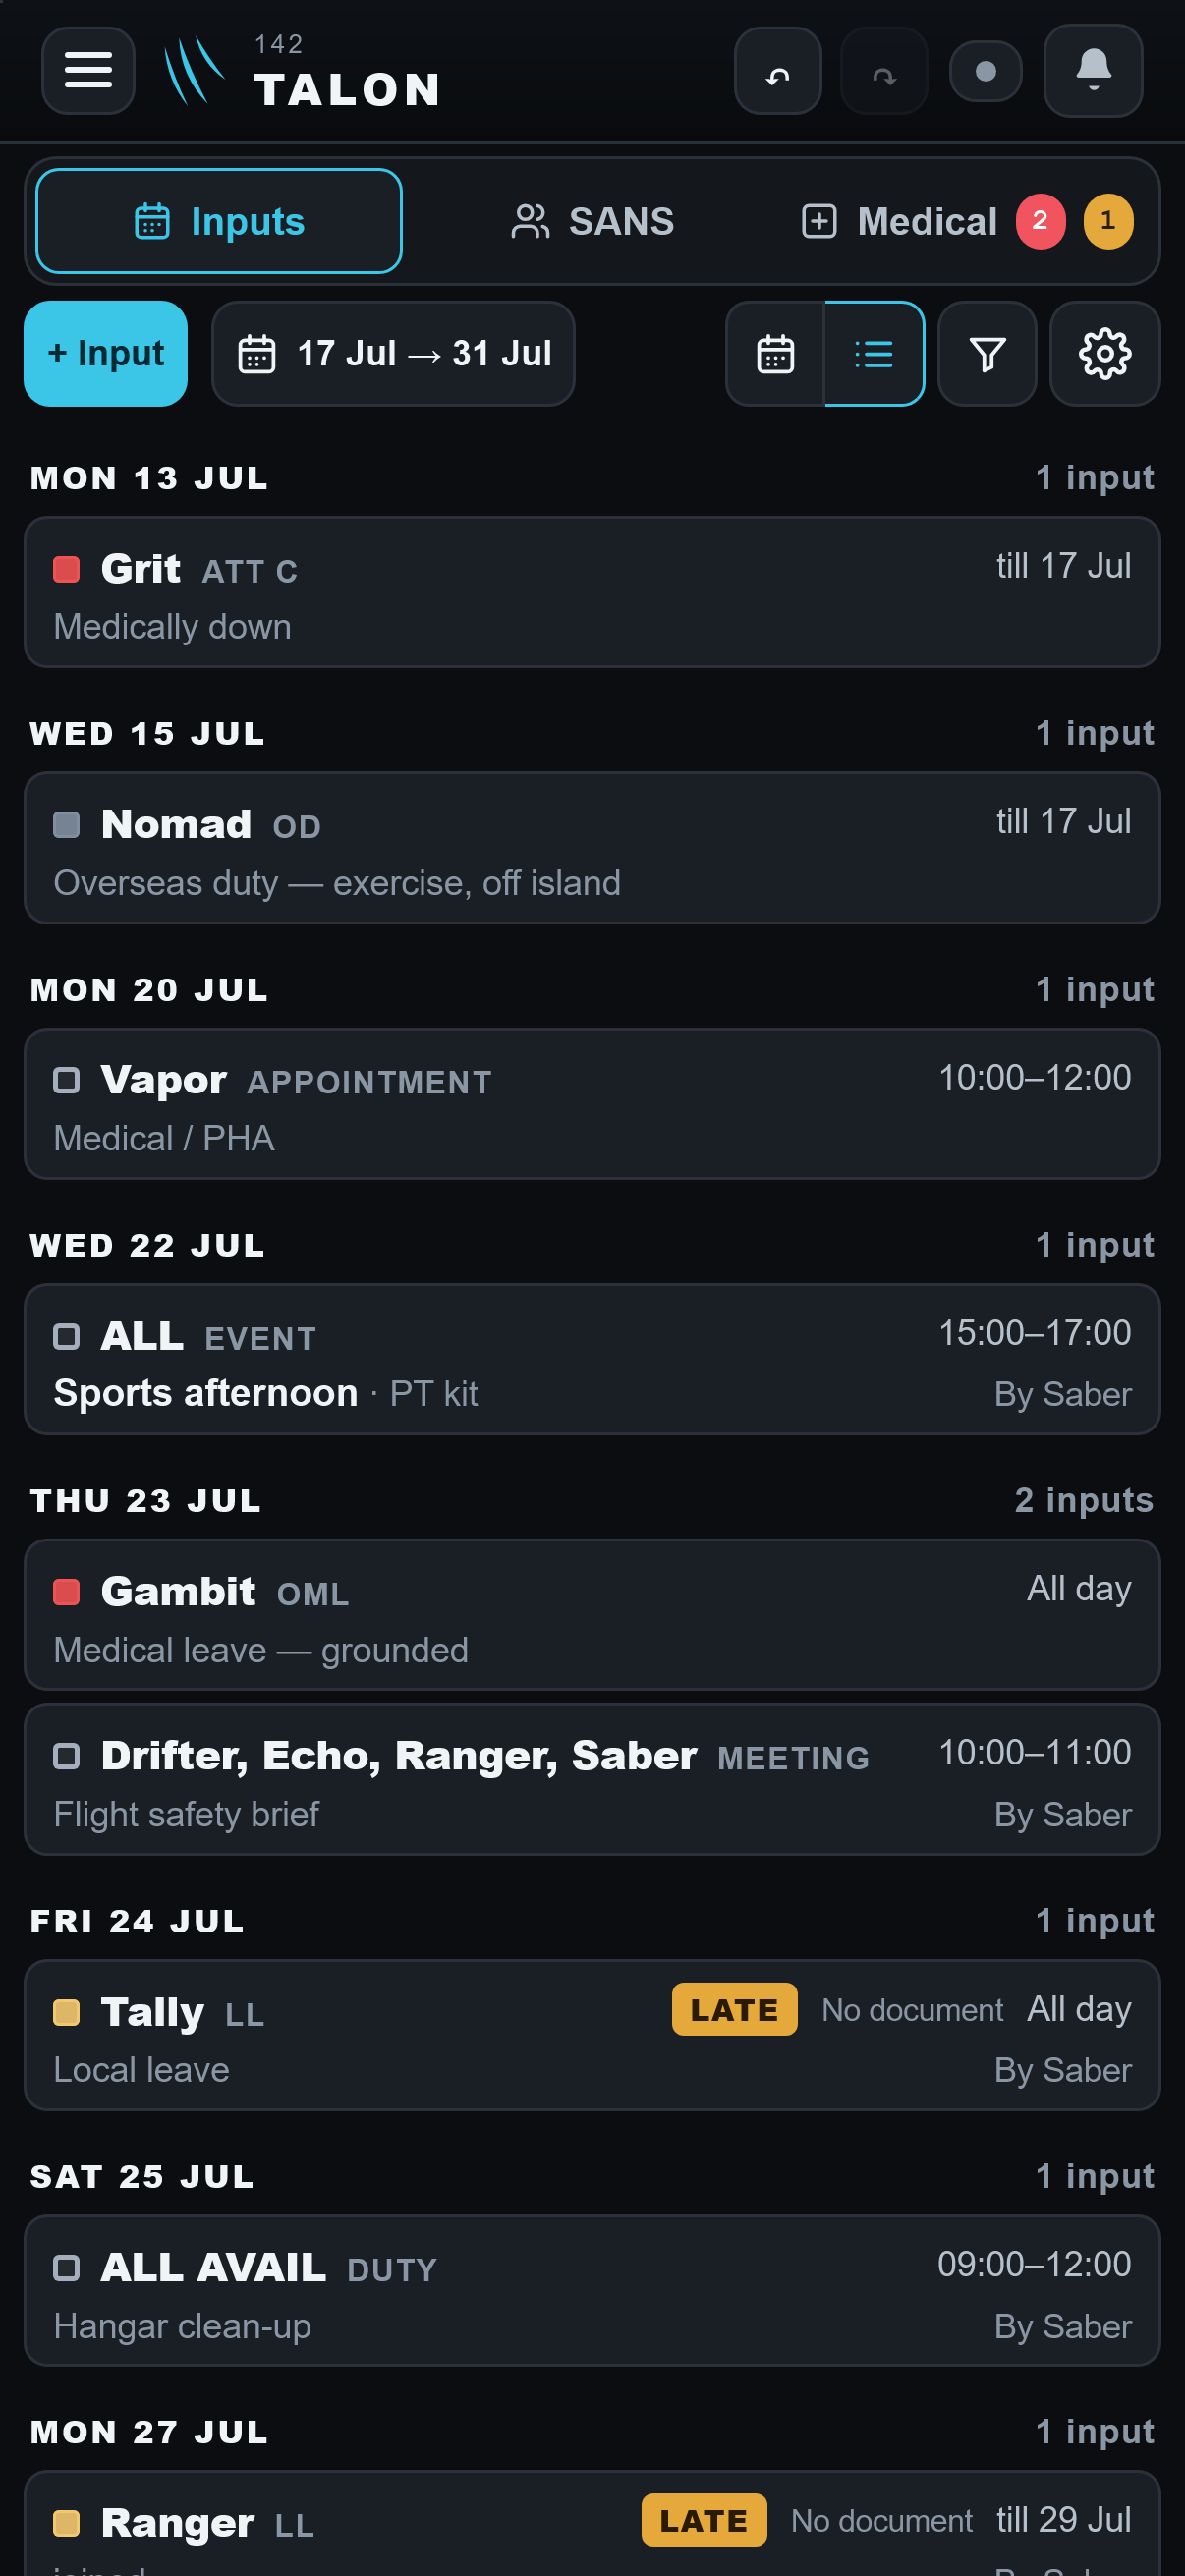 142
TALON
Inputs SANS Medical 2 1
+ Input 17 Jul → 31 Jul
MON 13 JUL 1 input
Grit ATT C till 17 Jul
Medically down
WED 15 JUL 1 input
Nomad OD till 17 Jul
Overseas duty — exercise, off island
MON 20 JUL 1 input
Vapor APPOINTMENT 10:00–12:00
Medical / PHA
WED 22 JUL 1 input
ALL EVENT 15:00–17:00
Sports afternoon · PT kit By Saber
THU 23 JUL 2 inputs
Gambit OML All day
Medical leave — grounded
Drifter, Echo, Ranger, Saber MEETING 10:00–11:00
Flight safety brief By Saber
FRI 24 JUL 1 input
Tally LL LATE No document All day
Local leave By Saber
SAT 25 JUL 1 input
ALL AVAIL DUTY 09:00–12:00
Hangar clean-up By Saber
MON 27 JUL 1 input
Ranger LL LATE No document till 29 Jul